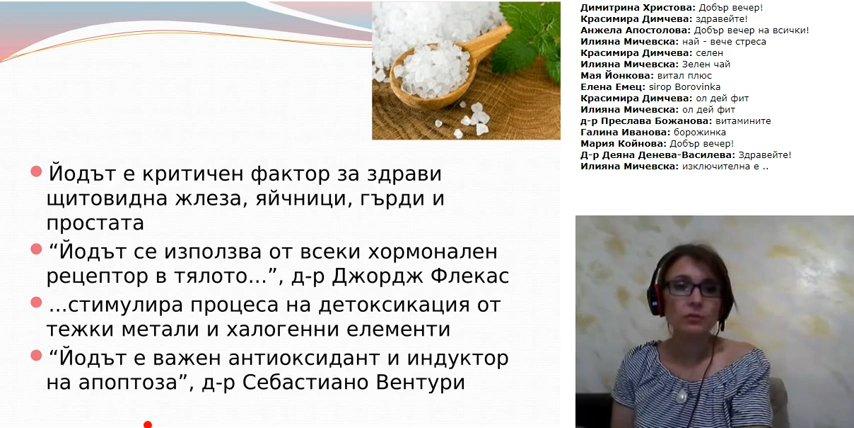 Йодът е критичен фактор за здрави
щитовидна жлеза, яйчници, гърди и
простата
“Йодът се използва от всеки хормонален
рецептор в тялото...”, д-р Джордж Флекас
...стимулира процеса на детоксикация от
тежки метали и халогенни елементи
“Йодът е важен антиоксидант и индуктор
на апоптоза”, д-р Себастиано Вентури
Димитрина Христова: Добър вечер!
Красимира Димчева: здравейте!
Анжела Апостолова: Добър вечер на всички!
Илияна Мичевска: най - вече стреса
Красимира Димчева: селен
Илияна Мичевска: Зелен чай
Мая Йонкова: витал плюс
Елена Емец: sirop Borovinka
Красимира Димчева: ол дей фит
Илияна Мичевска: ол дей фит
д-р Преслава Божанова: витамините
Галина Иванова: борожинка
Мария Койнова: Добър вечер!
Д-р Деяна Денева-Василева: Здравейте!
Илияна Мичевска: изключителна е ..